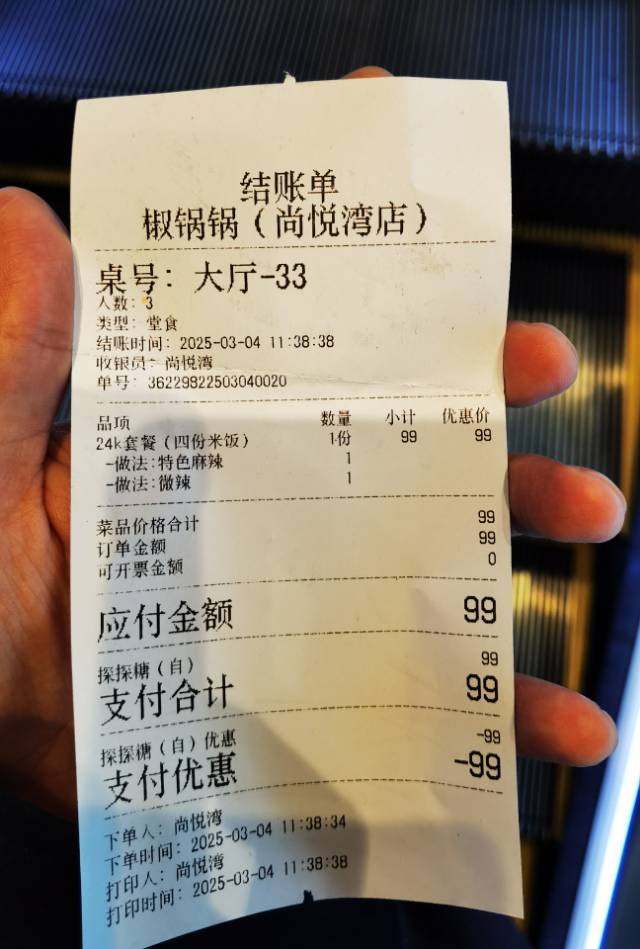 结账单
椒锅锅（尚悦湾店）
桌号：大厅-33
人数：3
类型：堂食
结账时间：2025-03-04 11:38:38
收银员：尚悦湾
单号：36229822503040020
品项 数量 小计 优惠价
24k套餐（四份米饭） 1份 99 99
-做法:特色麻辣 1
-做法:微辣 1
菜品价格合计 99
订单金额 99
可开票金额 0
应付金额 99
探探糖（自） 99
支付合计 99
探探糖（自）优惠 -99
支付优惠 -99
下单人：尚悦湾
下单时间：2025-03-04 11:38:34
打印人：尚悦湾
打印时间：2025-03-04 11:38:38